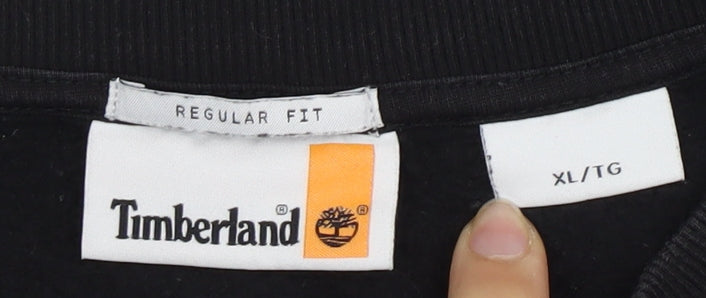 REGULAR FIT
Timberland®
®
XL/TG